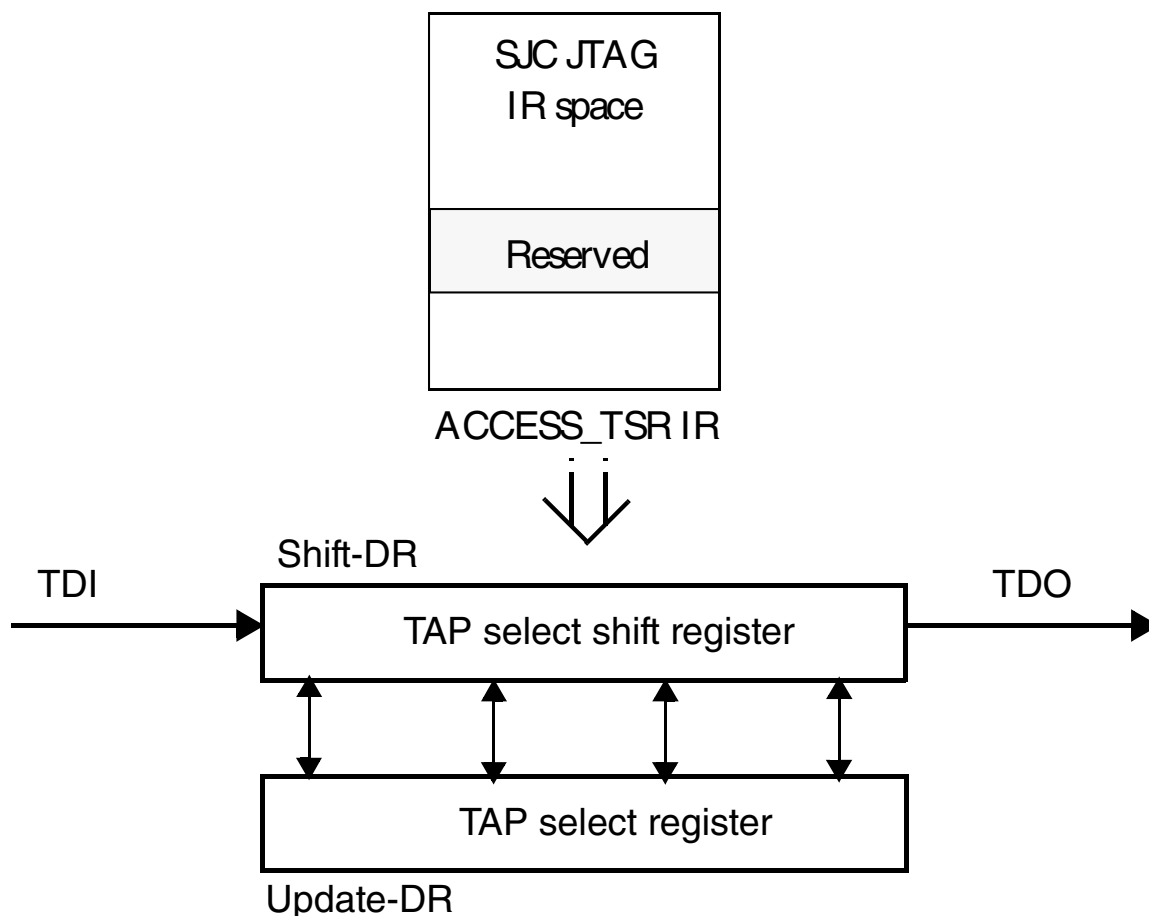 SJC JTAG
IR space
Reserved
ACCESS_TSR IR
Shift-DR
TDI
TDO
TAP select shift register
TAP select register
Update-DR